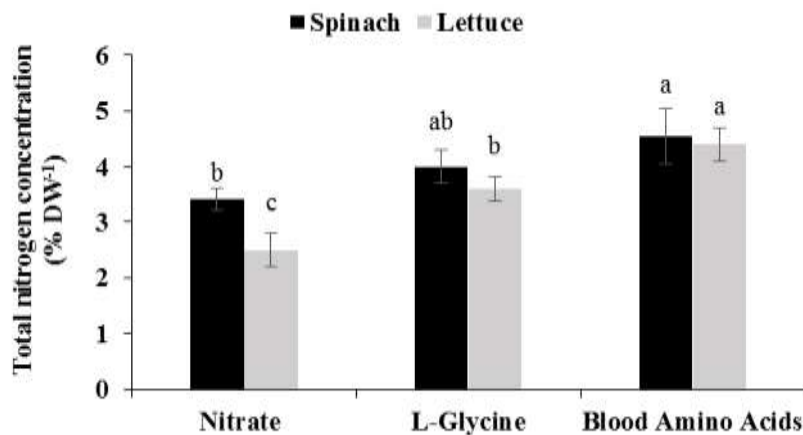 Spinach Lettuce
Total nitrogen concentration
(% DW⁻¹)
6
5
4
3
2
1
0
b
c
ab
b
a
a
Nitrate L-Glycine Blood Amino Acids